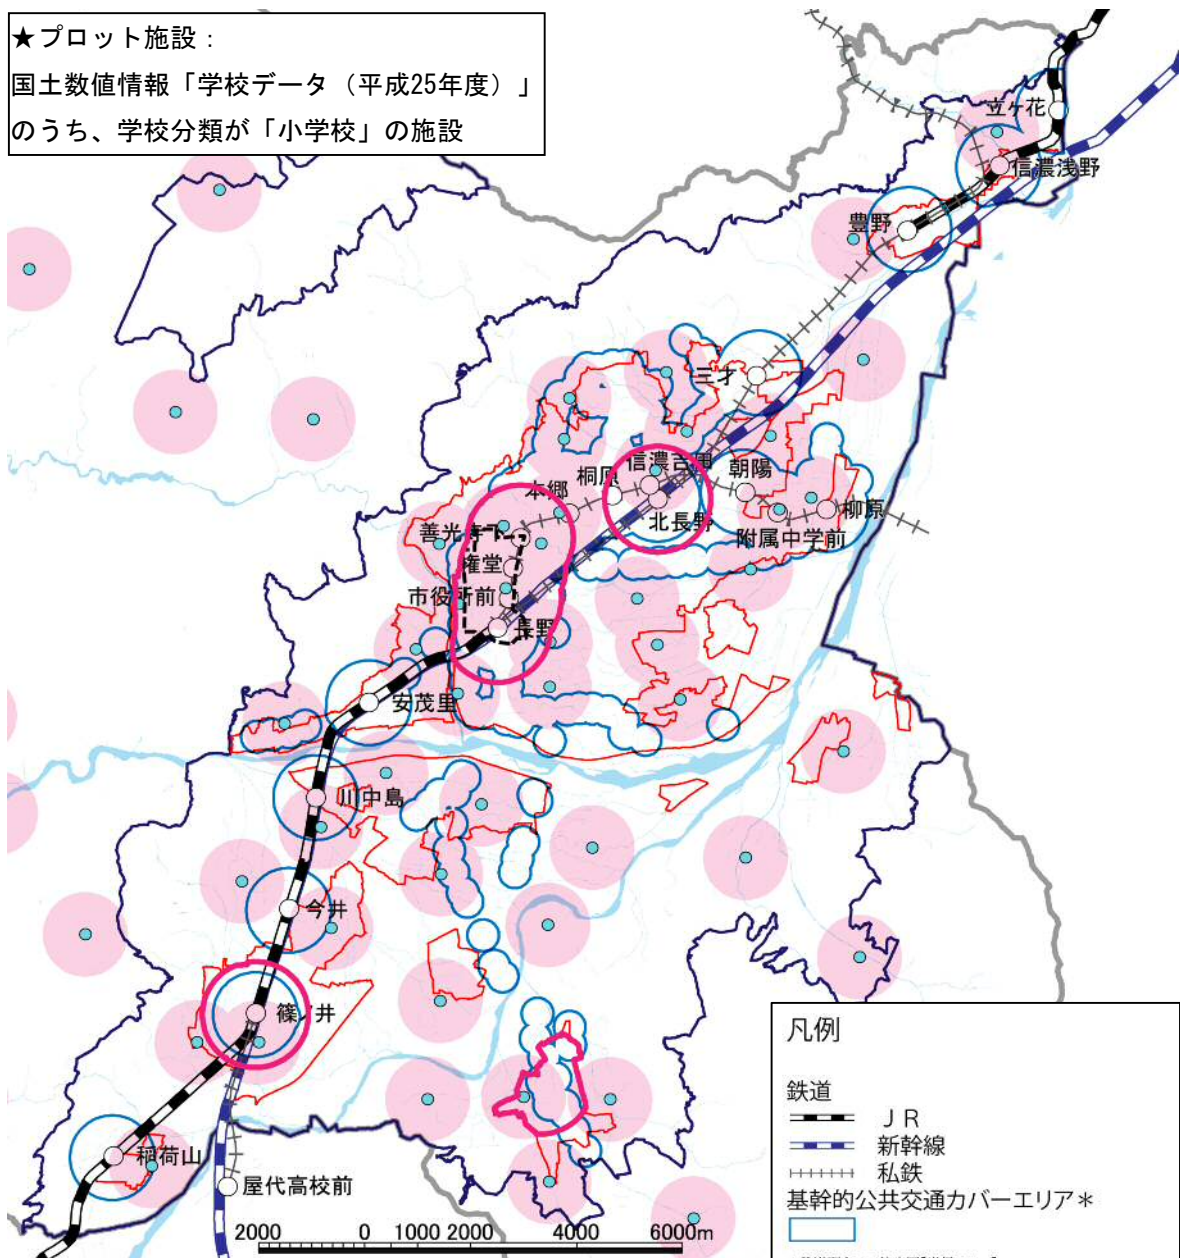 ★プロット施設：
国土数値情報「学校データ（平成25年度）」
のうち、学校分類が「小学校」の施設
立ヶ花
信濃浅野
豊野
三才
信濃吉田
朝陽
桐原
本郷
柳原
北長野
附属中学前
善光寺下
権堂
市役所前
長野
安茂里
川中島
今井
篠ノ井
稲荷山
屋代高校前
2000 0 1000 2000 4000 6000m
凡例
鉄道
ＪＲ
新幹線
私鉄
基幹的公共交通カバーエリア＊